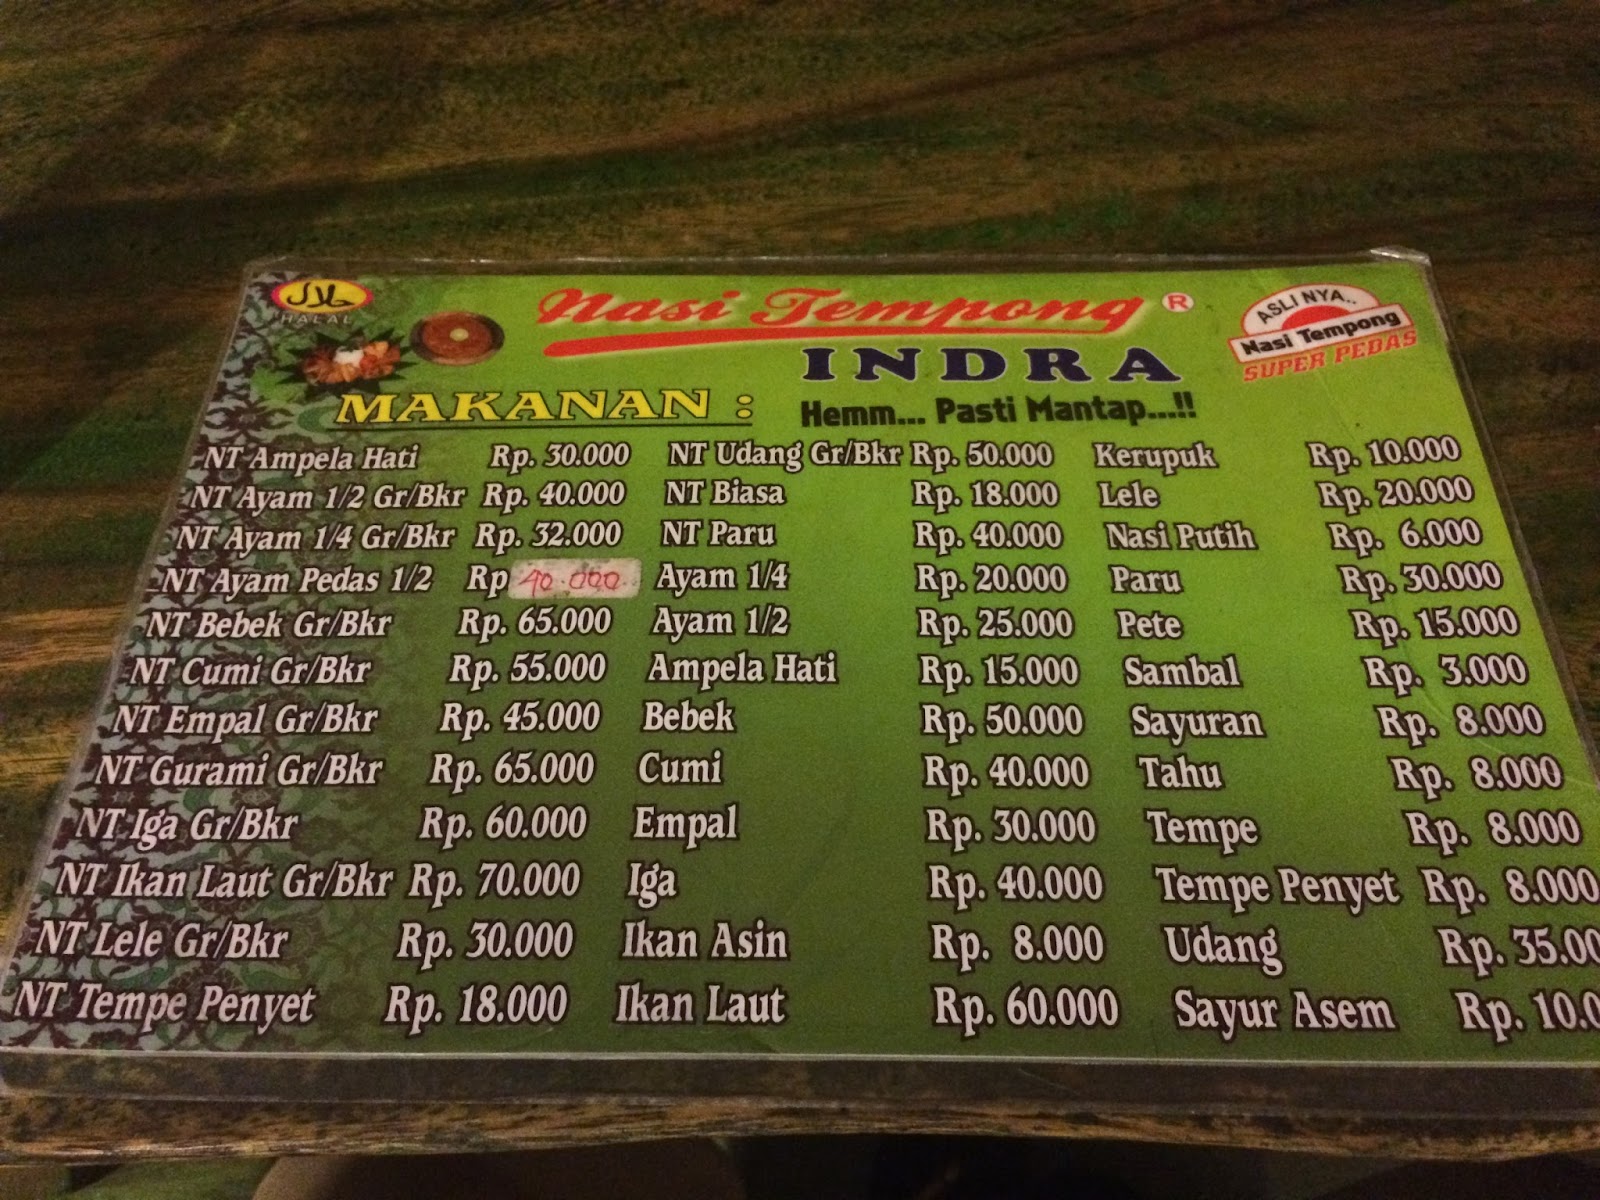 HALAL
Nasi Tempong ®
INDRA
ASLI NYA..
Nasi Tempong
SUPER PEDAS
MAKANAN :
Hemm... Pasti Mantap...!!
NT Ampela Hati Rp. 30.000
NT Ayam 1/2 Gr/Bkr Rp. 40.000
NT Ayam 1/4 Gr/Bkr Rp. 32.000
NT Ayam Pedas 1/2 Rp 40.000
NT Bebek Gr/Bkr Rp. 65.000
NT Cumi Gr/Bkr Rp. 55.000
NT Empal Gr/Bkr Rp. 45.000
NT Gurami Gr/Bkr Rp. 65.000
NT Iga Gr/Bkr Rp. 60.000
NT Ikan Laut Gr/Bkr Rp. 70.000
NT Lele Gr/Bkr Rp. 30.000
NT Tempe Penyet Rp. 18.000
NT Udang Gr/Bkr Rp. 50.000
NT Biasa Rp. 18.000
NT Paru Rp. 40.000
Ayam 1/4 Rp. 20.000
Ayam 1/2 Rp. 25.000
Ampela Hati Rp. 15.000
Bebek Rp. 50.000
Cumi Rp. 40.000
Empal Rp. 30.000
Iga Rp. 40.000
Ikan Asin Rp. 8.000
Ikan Laut Rp. 60.000
Kerupuk Rp. 10.000
Lele Rp. 20.000
Nasi Putih Rp. 6.000
Paru Rp. 30.000
Pete Rp. 15.000
Sambal Rp. 3.000
Sayuran Rp. 8.000
Tahu Rp. 8.000
Tempe Rp. 8.000
Tempe Penyet Rp. 8.000
Udang Rp. 35.00
Sayur Asem Rp. 10.0